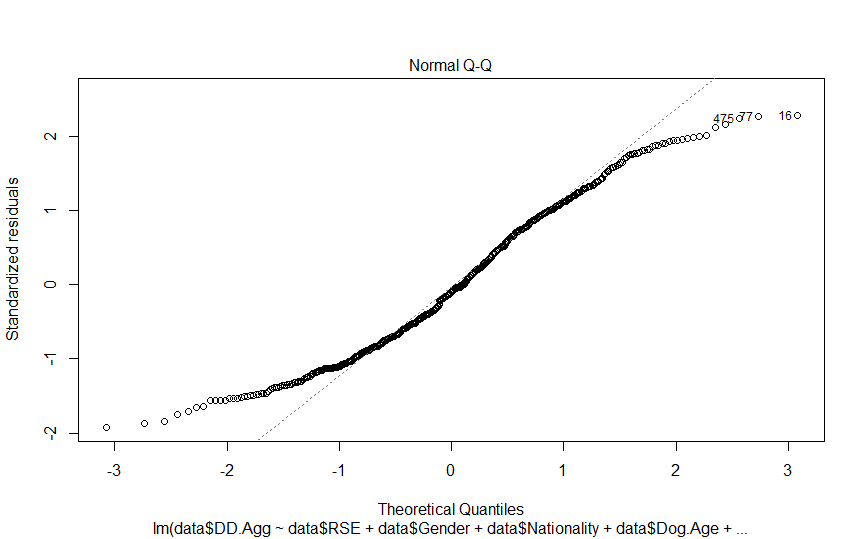 Normal Q-Q
Standardized residuals
2
1
0
-1
-2
475 77 16
-3 -2 -1 0 1 2 3
Theoretical Quantiles
lm(data$DD.Agg ~ data$RSE + data$Gender + data$Nationality + data$Dog.Age + ...